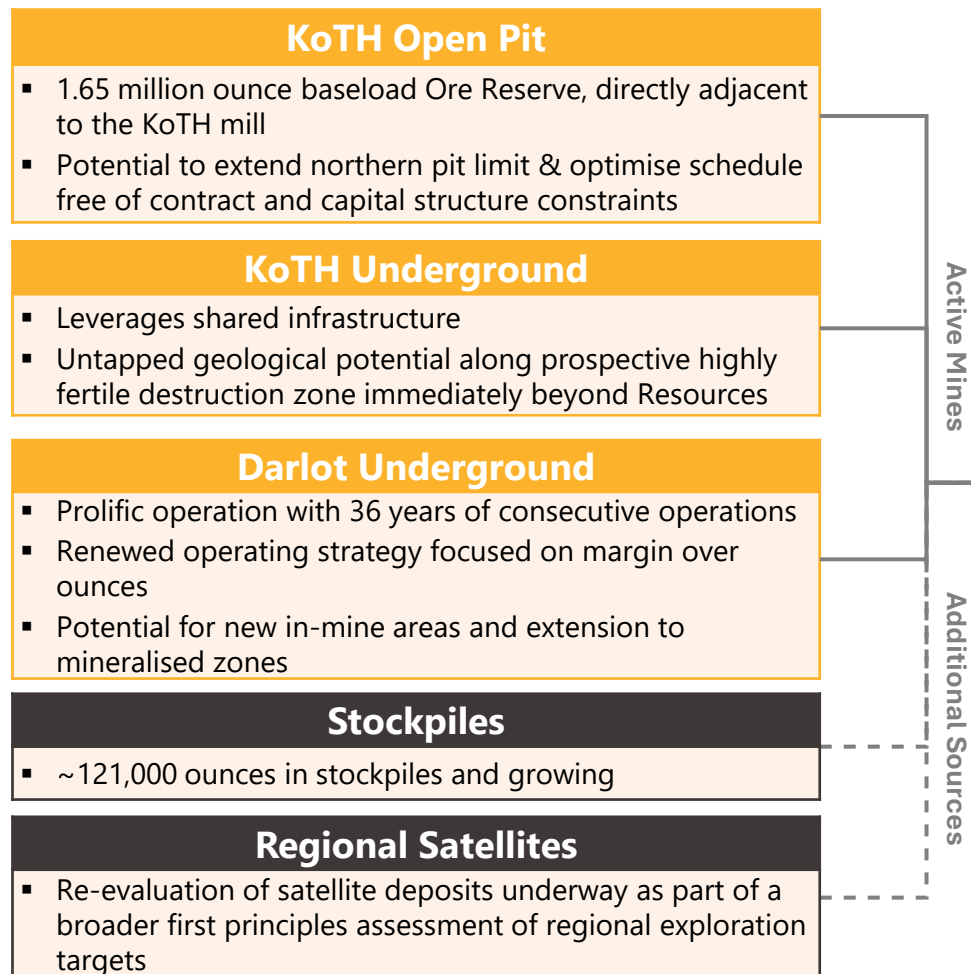 KoTH Open Pit
▪ 1.65 million ounce baseload Ore Reserve, directly adjacent
to the KoTH mill
▪ Potential to extend northern pit limit & optimise schedule
free of contract and capital structure constraints
KoTH Underground
▪ Leverages shared infrastructure
▪ Untapped geological potential along prospective highly
fertile destruction zone immediately beyond Resources
Darlot Underground
▪ Prolific operation with 36 years of consecutive operations
▪ Renewed operating strategy focused on margin over
ounces
▪ Potential for new in-mine areas and extension to
mineralised zones
Stockpiles
▪ ~121,000 ounces in stockpiles and growing
Regional Satellites
▪ Re-evaluation of satellite deposits underway as part of a
broader first principles assessment of regional exploration
targets
Active Mines
Additional Sources